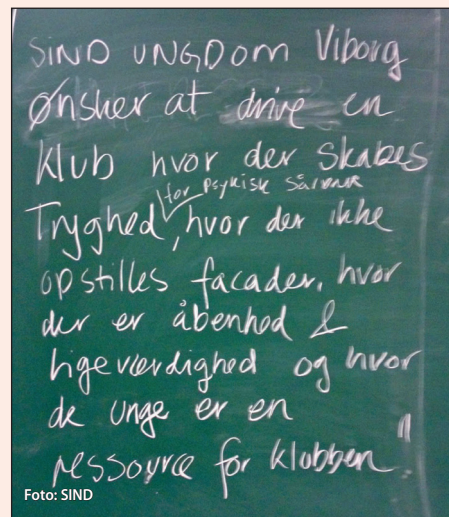 SIND UNGDOM Viborg
Ønsker at drive en
Klub hvor der skabes
for psykisk sårbare
Tryghed, hvor der ikke
opstilles facader, hvor
der er åbenhed &
ligeværdighed og hvor
de unge er en
ressource for klubben "
Foto: SIND